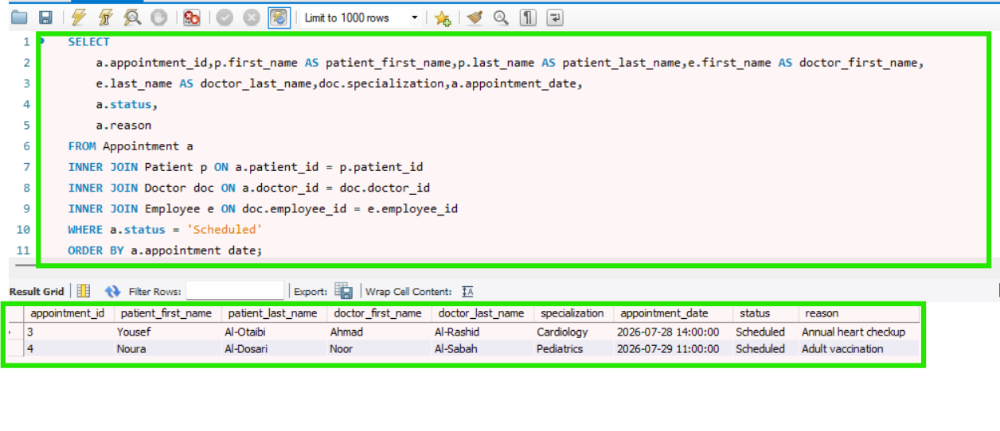 Limit to 1000 rows
1 SELECT
2 a.appointment_id,p.first_name AS patient_first_name,p.last_name AS patient_last_name,e.first_name AS doctor_first_name,
3 e.last_name AS doctor_last_name,doc.specialization,a.appointment_date,
4 a.status,
5 a.reason
6 FROM Appointment a
7 INNER JOIN Patient p ON a.patient_id = p.patient_id
8 INNER JOIN Doctor doc ON a.doctor_id = doc.doctor_id
9 INNER JOIN Employee e ON doc.employee_id = e.employee_id
10 WHERE a.status = 'Scheduled'
11 ORDER BY a.appointment date;
Result Grid Filter Rows: Export: Wrap Cell Content:
appointment_id patient_first_name patient_last_name doctor_first_name doctor_last_name specialization appointment_date status reason
3 Yousef Al-Otaibi Ahmad Al-Rashid Cardiology 2026-07-28 14:00:00 Scheduled Annual heart checkup
4 Noura Al-Dosari Noor Al-Sabah Pediatrics 2026-07-29 11:00:00 Scheduled Adult vaccination